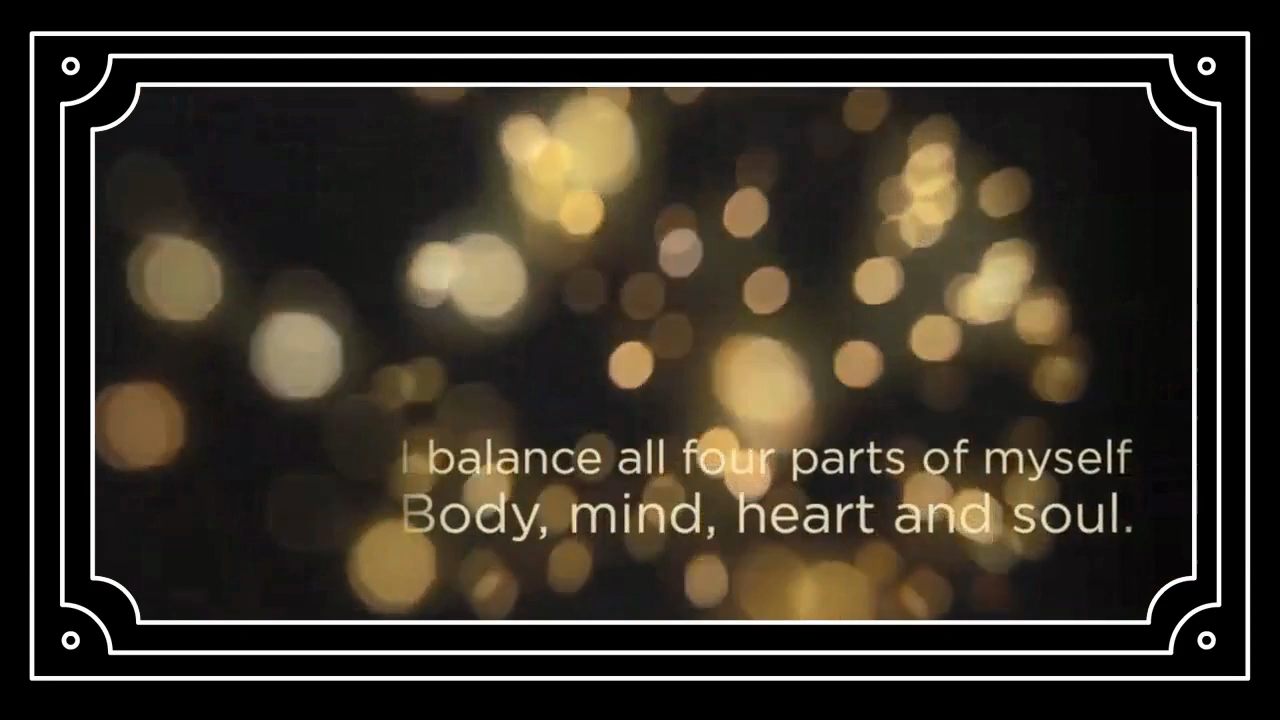 I balance all four parts of myself
Body, mind, heart and soul.